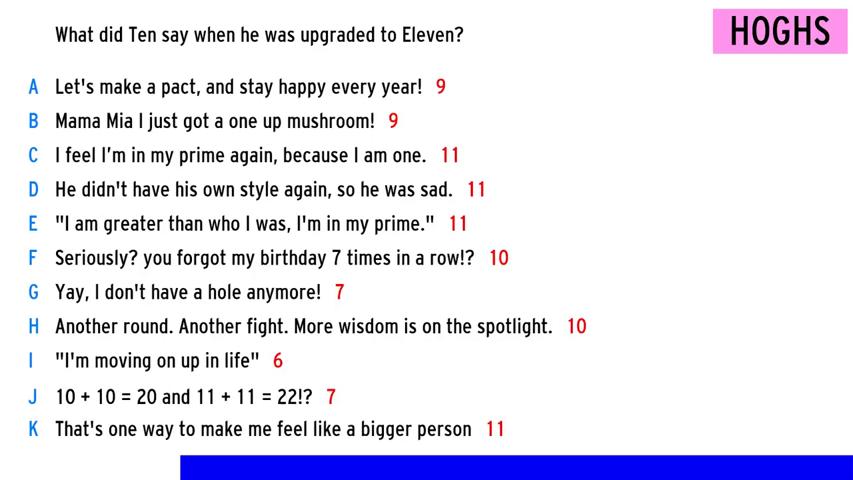 What did Ten say when he was upgraded to Eleven?
HOGHS
A Let's make a pact, and stay happy every year! 9
B Mama Mia I just got a one up mushroom! 9
C I feel I’m in my prime again, because I am one. 11
D He didn't have his own style again, so he was sad. 11
E "I am greater than who I was, I'm in my prime." 11
F Seriously? you forgot my birthday 7 times in a row!? 10
G Yay, I don't have a hole anymore! 7
H Another round. Another fight. More wisdom is on the spotlight. 10
I "I'm moving on up in life" 6
J 10 + 10 = 20 and 11 + 11 = 22!? 7
K That's one way to make me feel like a bigger person 11